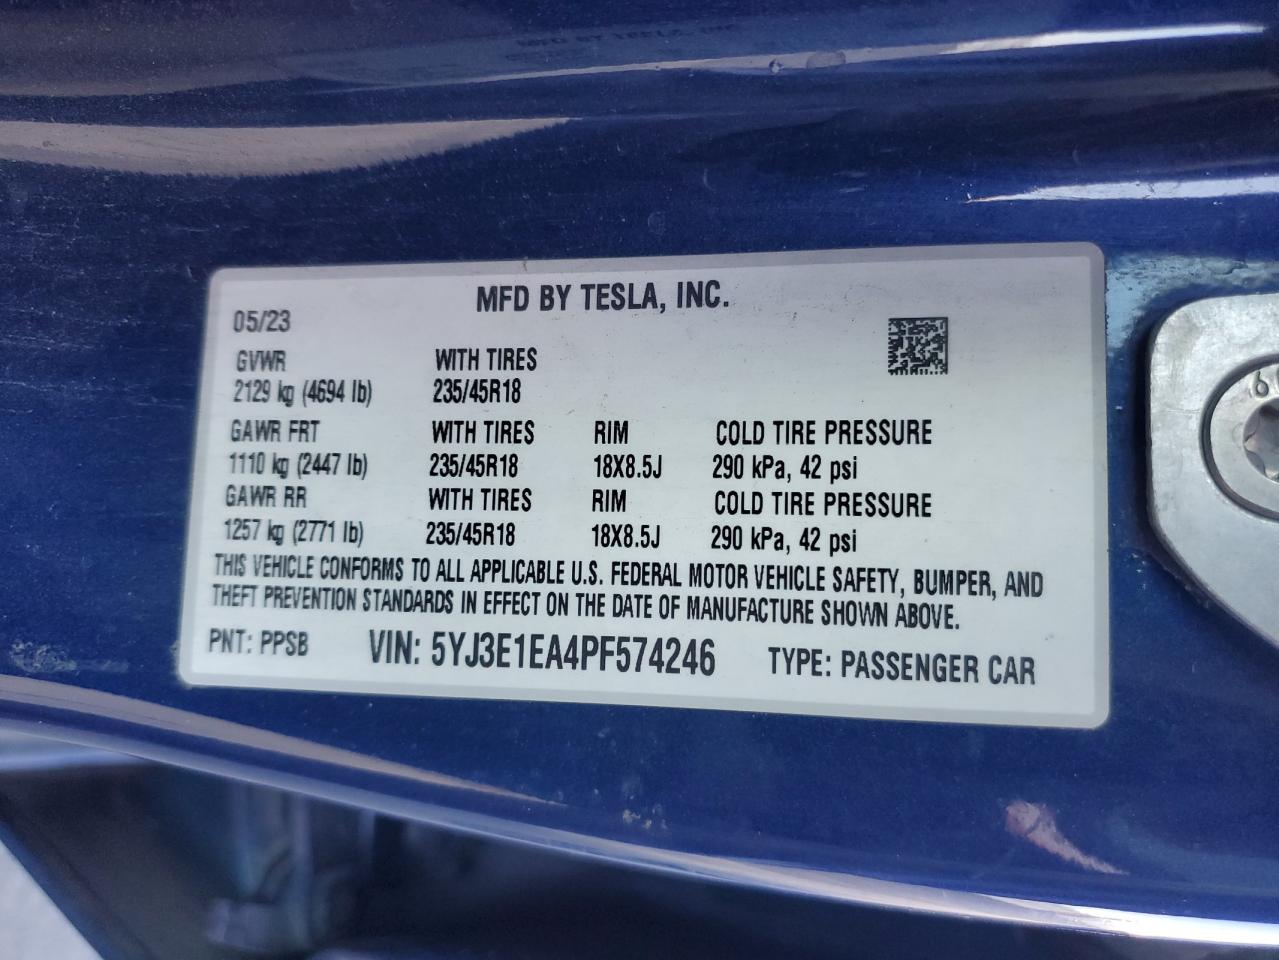 MFD BY TESLA, INC.
05/23
GVWR WITH TIRES
2129 kg (4694 lb) 235/45R18
GAWR FRT WITH TIRES RIM COLD TIRE PRESSURE
1110 kg (2447 lb) 235/45R18 18X8.5J 290 kPa, 42 psi
GAWR RR WITH TIRES RIM COLD TIRE PRESSURE
1257 kg (2771 lb) 235/45R18 18X8.5J 290 kPa, 42 psi
THIS VEHICLE CONFORMS TO ALL APPLICABLE U.S. FEDERAL MOTOR VEHICLE SAFETY, BUMPER, AND
THEFT PREVENTION STANDARDS IN EFFECT ON THE DATE OF MANUFACTURE SHOWN ABOVE.
PNT: PPSB VIN: 5YJ3E1EA4PF574246 TYPE: PASSENGER CAR